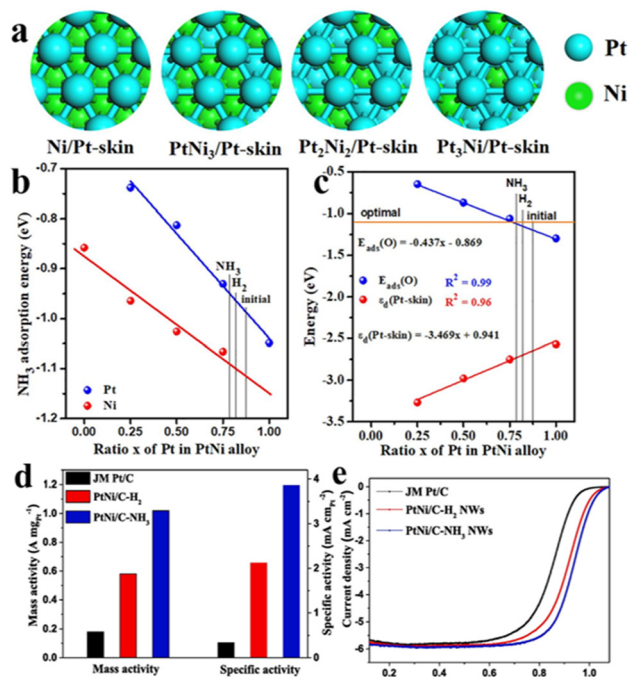 a
Pt
Ni
Ni/Pt-skin PtNi₃/Pt-skin Pt₂Ni₂/Pt-skin Pt₃Ni/Pt-skin
b
NH₃ adsorption energy (eV)
-0.7
-0.8
-0.9
-1.0
-1.1
-1.2
NH₃
H₂
initial
Pt
Ni
0.00 0.25 0.50 0.75 1.00
Ratio x of Pt in PtNi alloy
c
Energy (eV)
-0.5
-1.0
-1.5
-2.0
-2.5
-3.0
-3.5
NH₃
H₂
initial
optimal
E_ads(O) = -0.437x - 0.869
E_ads(O) R² = 0.99
ε_d(Pt-skin) R² = 0.96
ε_d(Pt-skin) = -3.469x + 0.941
0.00 0.25 0.50 0.75 1.00
Ratio x of Pt in PtNi alloy
d
Mass activity (A mg_Pt⁻¹)
1.2
1.0
0.8
0.6
0.4
0.2
0.0
JM Pt/C
PtNi/C-H₂
PtNi/C-NH₃
4
3
2
1
0
Specific activity (mA cm_Pt⁻²)
Mass activity Specific activity
e
Current density (mA cm⁻²)
0
-1
-2
-3
-4
-5
-6
JM Pt/C
PtNi/C-H₂ NWs
PtNi/C-NH₃ NWs
0.2 0.4 0.6 0.8 1.0